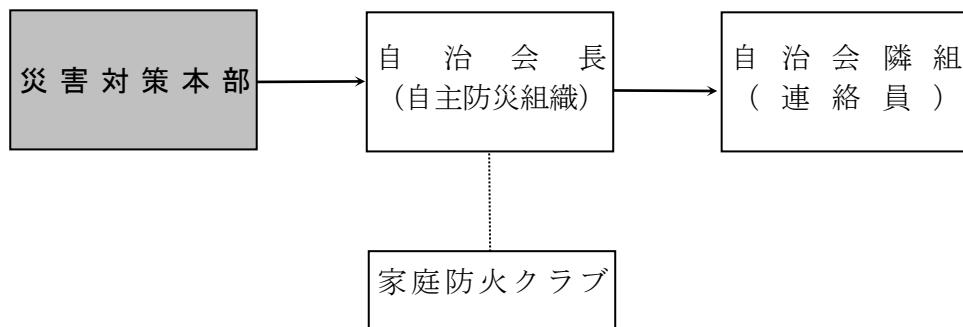 災害対策本部
自治会長
(自主防災組織)
自治会隣組
(連絡員)
家庭防火クラブ